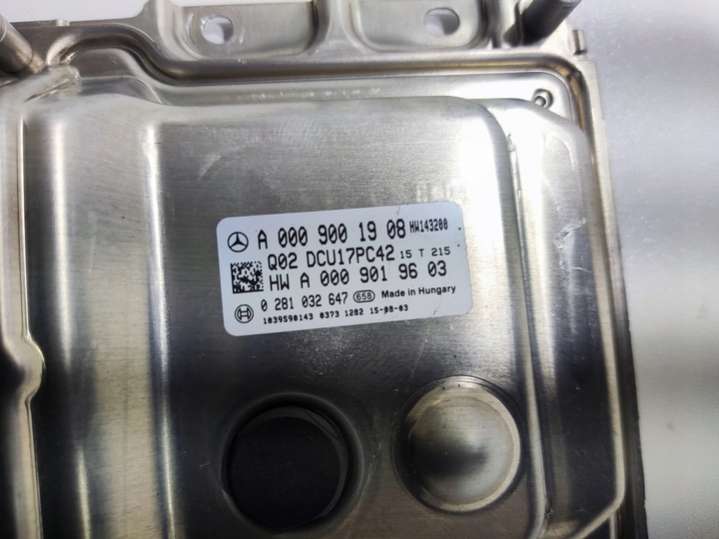 A 000 900 19 08 HW143200
Q02 DCU17PC42 15 T 215
HW A 000 901 96 03
0 281 032 647 658 Made in Hungary
1039S90143 0373 1282 15-08-03